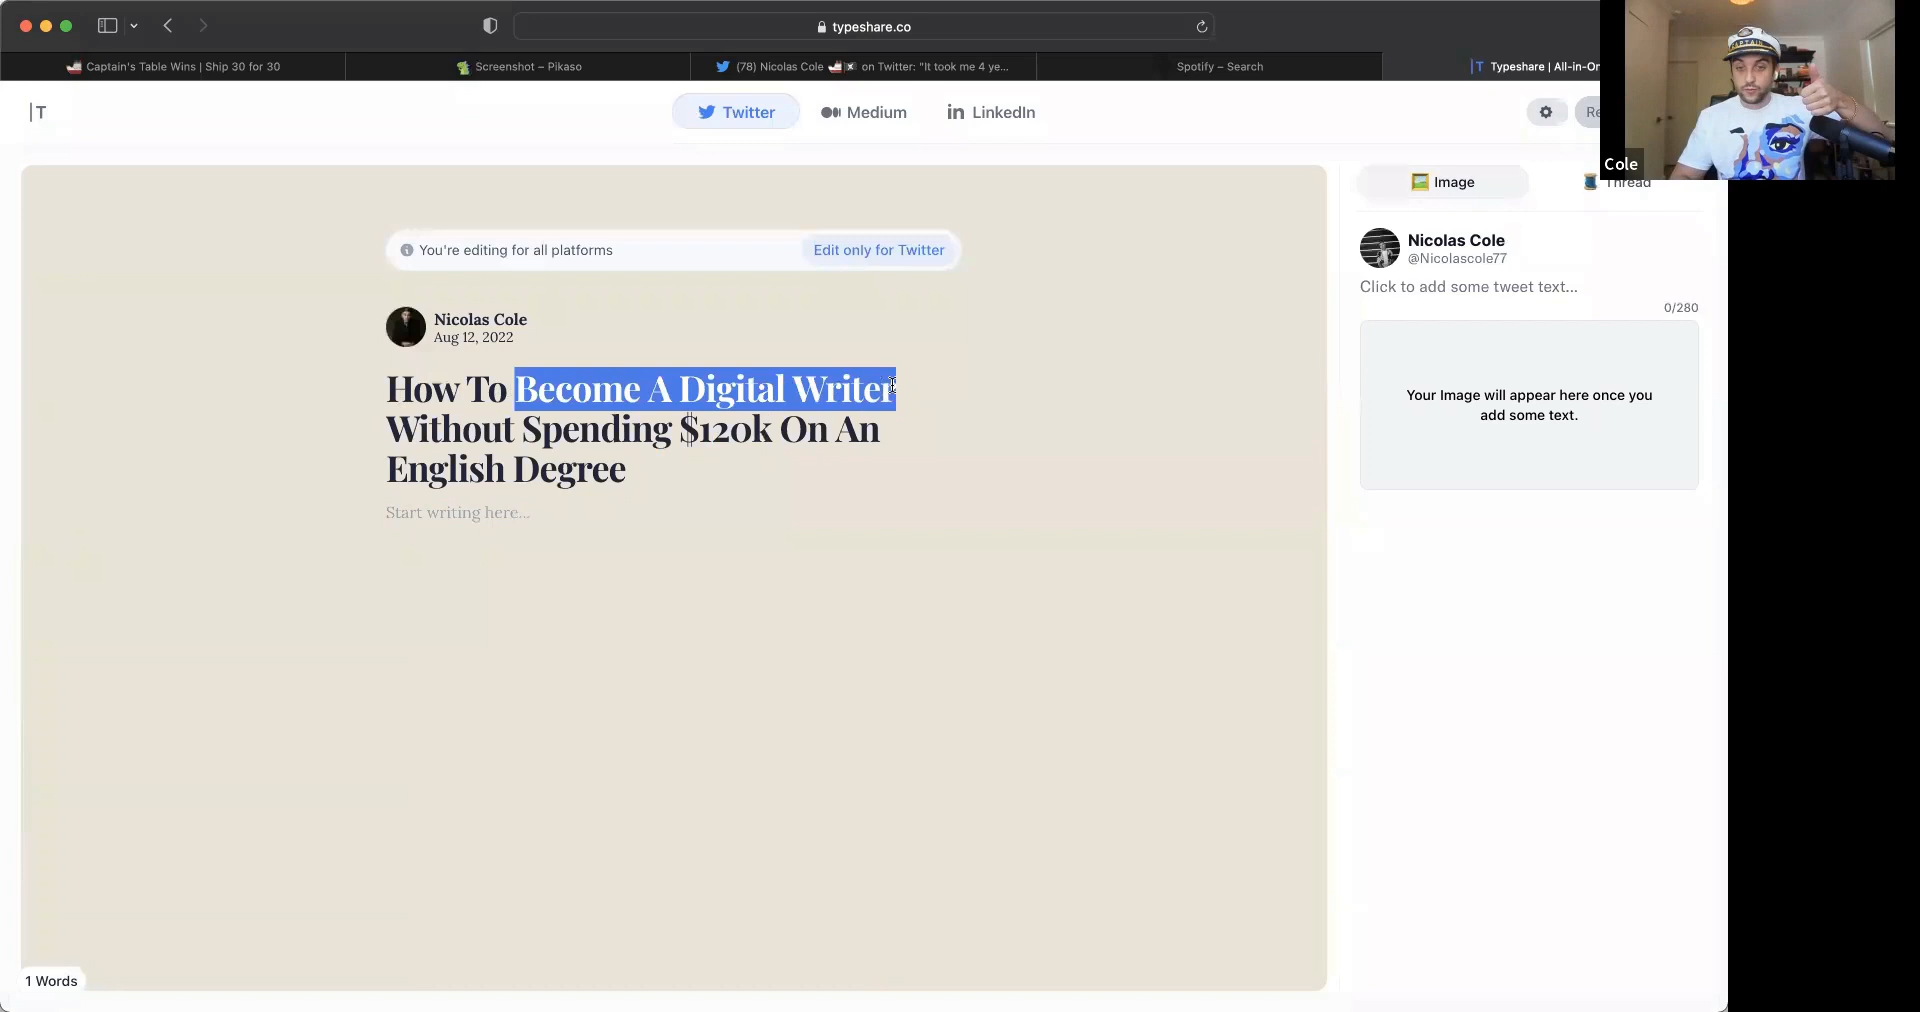 typeshare.co
Captain's Table Wins | Ship 30 for 30
Screenshot – Pikaso
(78) Nicolas Cole on Twitter: "It took me 4 ye...
Spotify – Search
Typeshare | All-in-On
|T
Twitter
Medium
LinkedIn
Re
CAPTAIN
Cole
Image
Thread
You're editing for all platforms
Edit only for Twitter
Nicolas Cole
Aug 12, 2022
How To Become A Digital Writer
Without Spending $120k On An
English Degree
Start writing here...
Nicolas Cole
@Nicolascole77
Click to add some tweet text...
0/280
Your Image will appear here once you
add some text.
1 Words